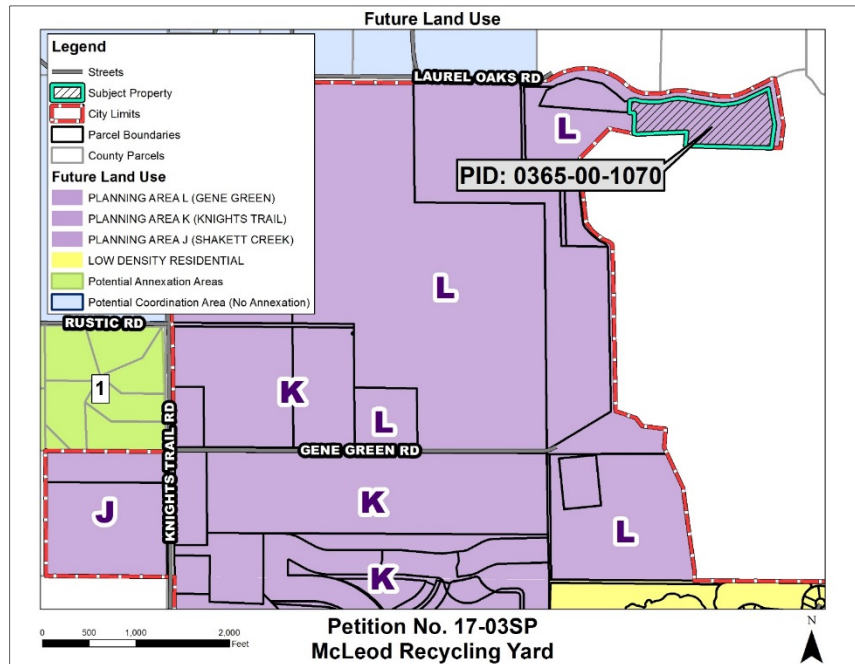 Future Land Use
Legend
Streets
Subject Property
City Limits
Parcel Boundaries
County Parcels
Future Land Use
PLANNING AREA L (GENE GREEN)
PLANNING AREA K (KNIGHTS TRAIL)
PLANNING AREA J (SHAKETT CREEK)
LOW DENSITY RESIDENTIAL
Potential Annexation Areas
Potential Coordination Area (No Annexation)
LAUREL OAKS RD
L
PID: 0365-00-1070
L
RUSTIC RD
1
K
L
KNIGHTS TRAIL RD
GENE GREEN RD
J
K
L
K
0 500 1,000 2,000
Feet
Petition No. 17-03SP
McLeod Recycling Yard
N